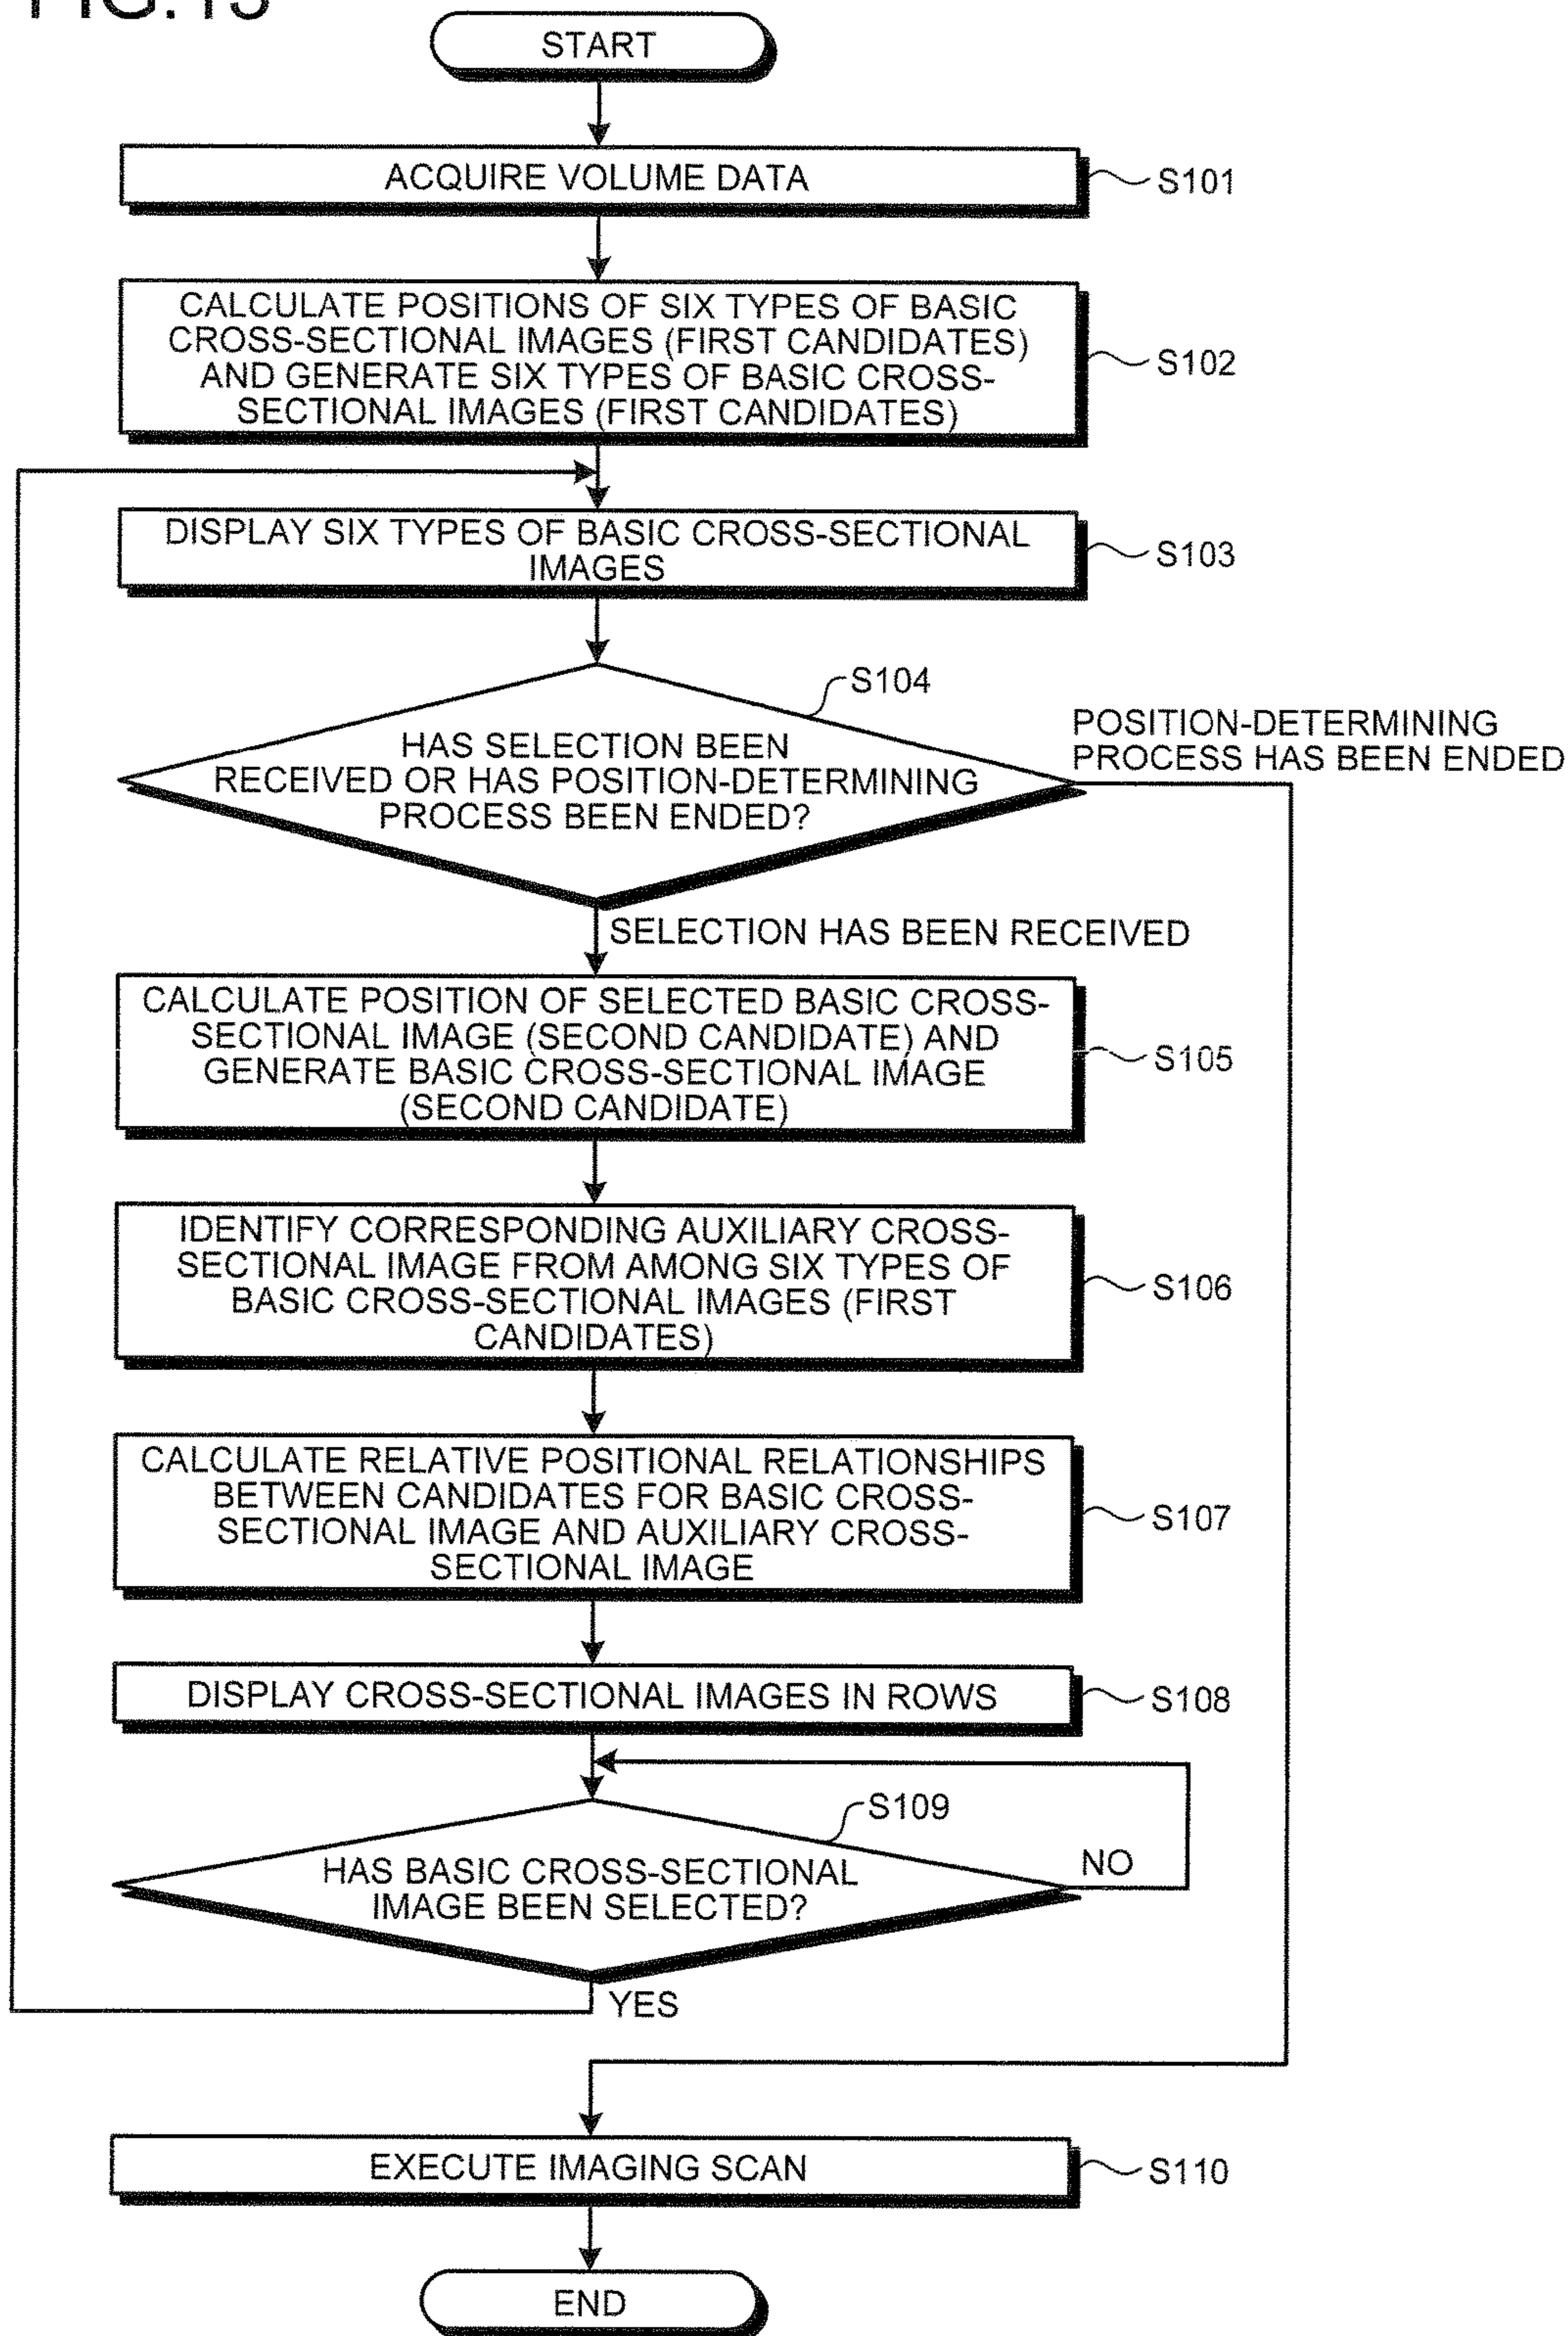 START
ACQUIRE VOLUME DATA
S101
CALCULATE POSITIONS OF SIX TYPES OF BASIC
CROSS-SECTIONAL IMAGES (FIRST CANDIDATES)
AND GENERATE SIX TYPES OF BASIC CROSS-
SECTIONAL IMAGES (FIRST CANDIDATES)
S102
DISPLAY SIX TYPES OF BASIC CROSS-SECTIONAL
IMAGES
S103
S104
HAS SELECTION BEEN
RECEIVED OR HAS POSITION-DETERMINING
PROCESS BEEN ENDED?
POSITION-DETERMINING
PROCESS HAS BEEN ENDED
SELECTION HAS BEEN RECEIVED
CALCULATE POSITION OF SELECTED BASIC CROSS-
SECTIONAL IMAGE (SECOND CANDIDATE) AND
GENERATE BASIC CROSS-SECTIONAL IMAGE
(SECOND CANDIDATE)
S105
IDENTIFY CORRESPONDING AUXILIARY CROSS-
SECTIONAL IMAGE FROM AMONG SIX TYPES OF
BASIC CROSS-SECTIONAL IMAGES (FIRST
CANDIDATES)
S106
CALCULATE RELATIVE POSITIONAL RELATIONSHIPS
BETWEEN CANDIDATES FOR BASIC CROSS-
SECTIONAL IMAGE AND AUXILIARY CROSS-
SECTIONAL IMAGE
S107
DISPLAY CROSS-SECTIONAL IMAGES IN ROWS
S108
S109
HAS BASIC CROSS-SECTIONAL
IMAGE BEEN SELECTED?
NO
YES
EXECUTE IMAGING SCAN
S110
END